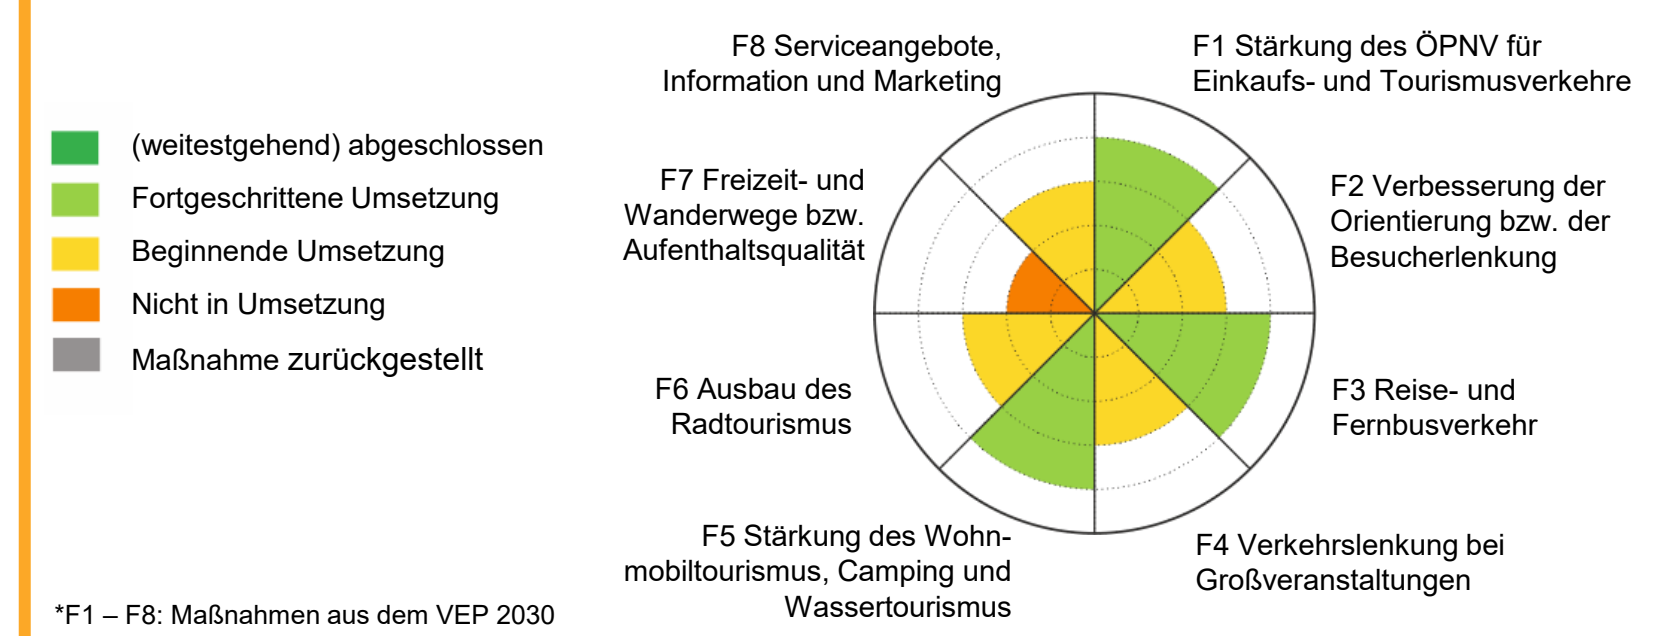 (weitestgehend) abgeschlossen
Fortgeschrittene Umsetzung
Beginnende Umsetzung
Nicht in Umsetzung
Maßnahme zurückgestellt
F8 Serviceangebote,
Information und Marketing
F1 Stärkung des ÖPNV für
Einkaufs- und Tourismusverkehre
F7 Freizeit- und
Wanderwege bzw.
Aufenthaltsqualität
F2 Verbesserung der
Orientierung bzw. der
Besucherlenkung
F6 Ausbau des
Radtourismus
F3 Reise- und
Fernbusverkehr
F5 Stärkung des Wohn-
mobiltourismus, Camping und
Wassertourismus
F4 Verkehrslenkung bei
Großveranstaltungen
*F1 – F8: Maßnahmen aus dem VEP 2030